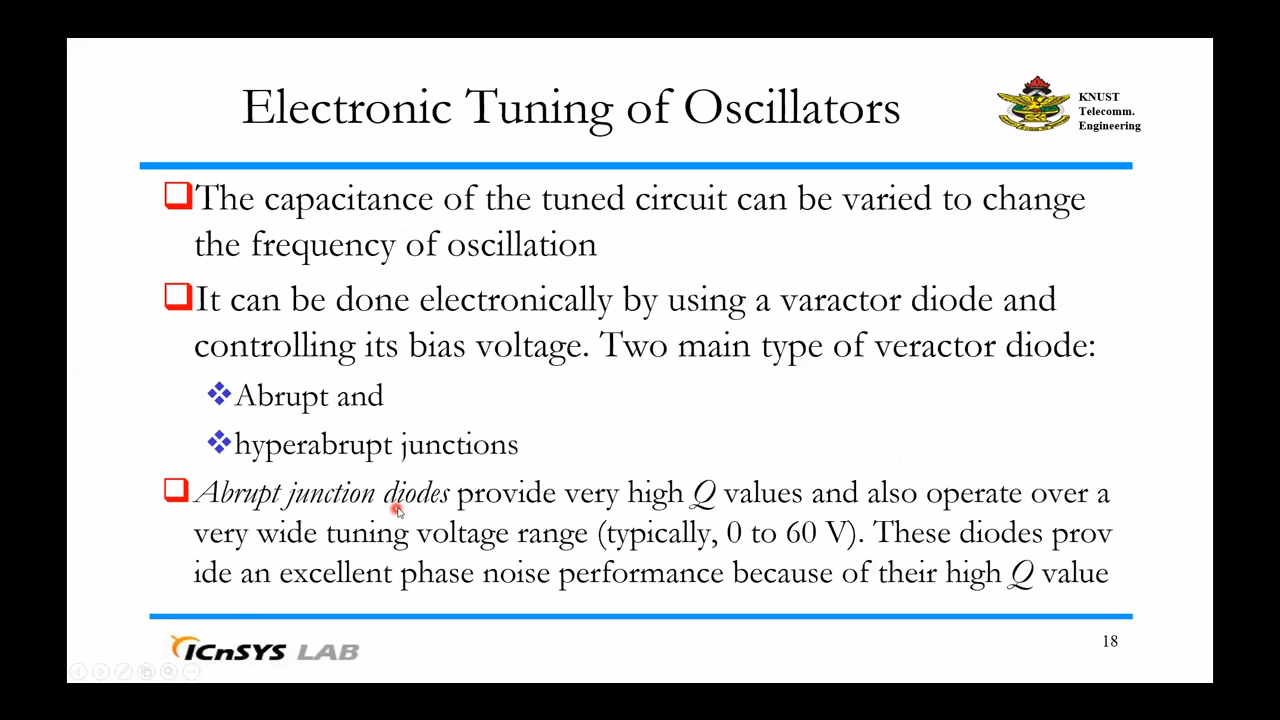 Electronic Tuning of Oscillators
KNUST
Telecomm.
Engineering
The capacitance of the tuned circuit can be varied to change
the frequency of oscillation
It can be done electronically by using a varactor diode and
controlling its bias voltage. Two main type of veractor diode:
Abrupt and
hyperabrupt junctions
Abrupt junction diodes provide very high Q values and also operate over a
very wide tuning voltage range (typically, 0 to 60 V). These diodes prov
ide an excellent phase noise performance because of their high Q value
iCnSYS LAB
18